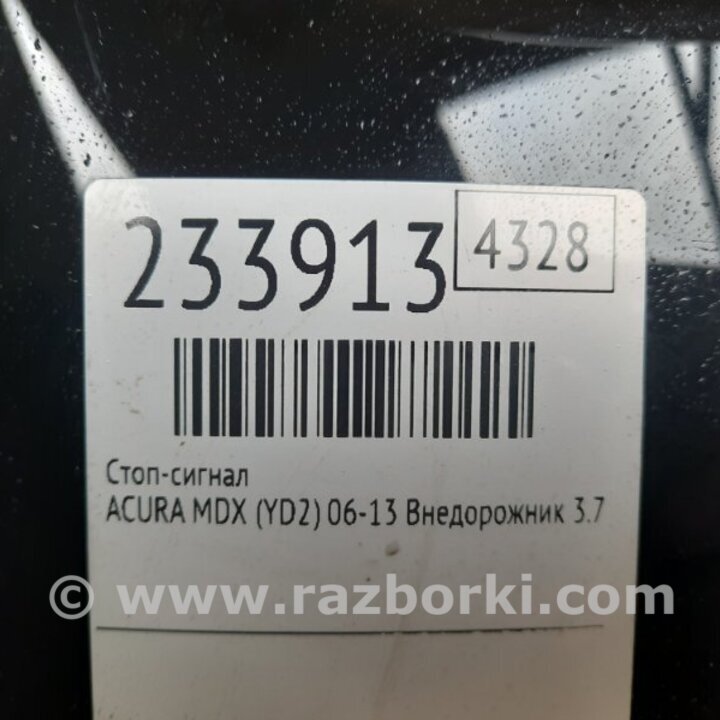 233913
4328
Стоп-сигнал
ACURA MDX (YD2) 06-13 Внедорожник 3.7
© www.razborki.com